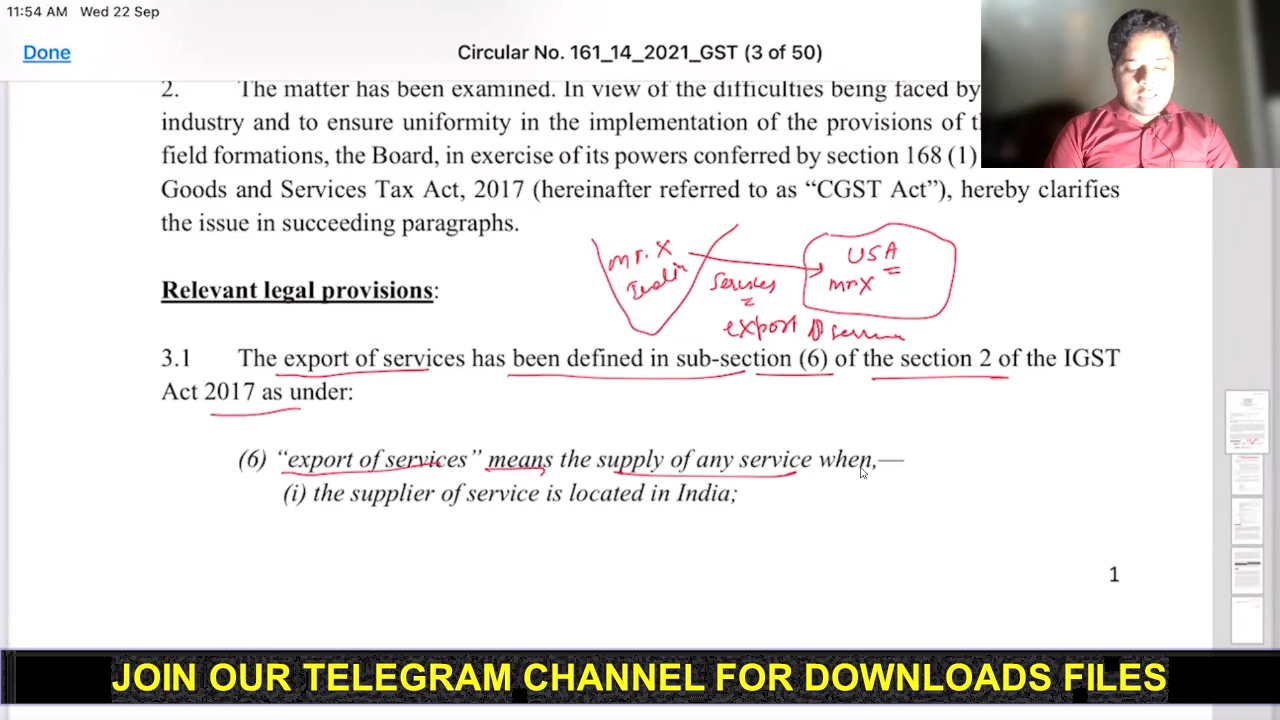 11:54 AM Wed 22 Sep
Done
Circular No. 161_14_2021_GST (3 of 50)
2. The matter has been examined. In view of the difficulties being faced by
industry and to ensure uniformity in the implementation of the provisions of
field formations, the Board, in exercise of its powers conferred by section 168 (1)
Goods and Services Tax Act, 2017 (hereinafter referred to as “CGST Act”), hereby clarifies
the issue in succeeding paragraphs.
mr. X
India
Services
USA
mr X
export
Relevant legal provisions:
3.1 The export of services has been defined in sub-section (6) of the section 2 of the IGST
Act 2017 as under:
(6) “export of services” means the supply of any service when,—
(i) the supplier of service is located in India;
1
JOIN OUR TELEGRAM CHANNEL FOR DOWNLOADS FILES